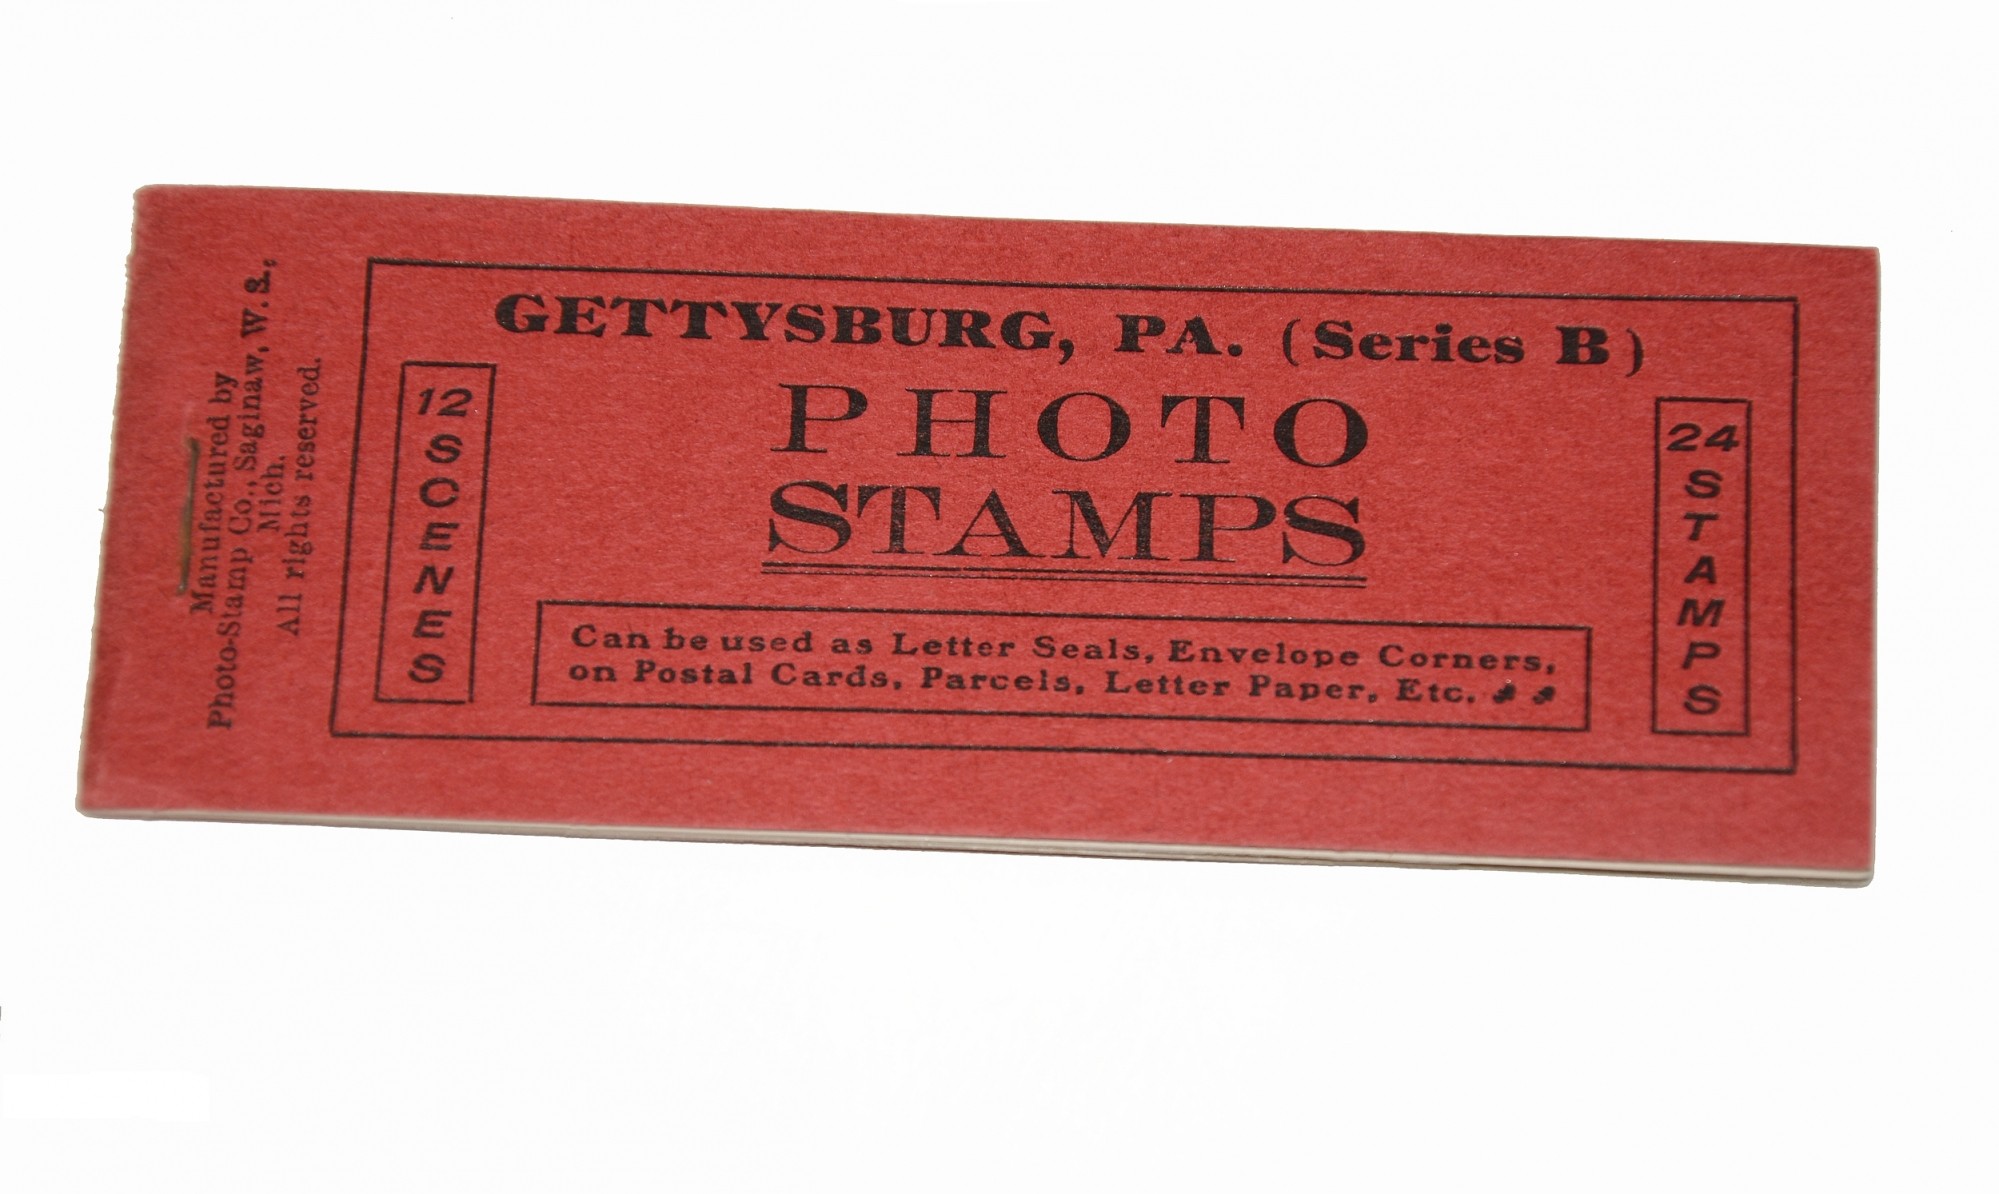 Manufactured by
Photo-Stamp Co., Saginaw, W. S.,
Mich.
All rights reserved.
GETTYSBURG, PA. (Series B)
PHOTO
STAMPS
12
SCENES
24
STAMPS
Can be used as Letter Seals, Envelope Corners,
on Postal Cards, Parcels, Letter Paper, Etc.